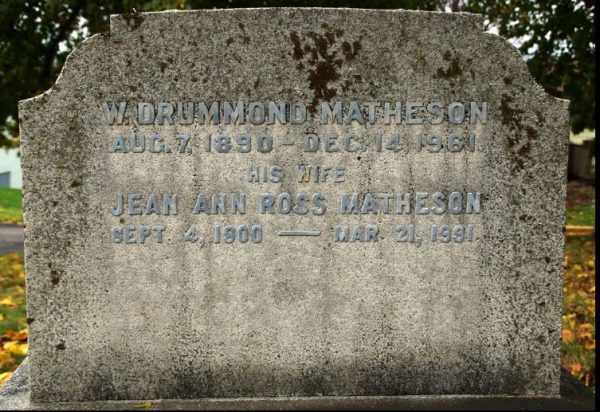 W. DRUMMOND MATHESON
AUG. 7, 1890 - DEC. 14, 1961.
HIS WIFE
JEAN ANN ROSS MATHESON
SEPT. 4, 1900 — MAR. 21, 1991.